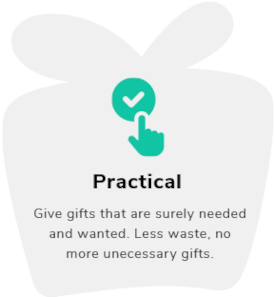 Practical
Give gifts that are surely needed
and wanted. Less waste, no
more unecessary gifts.